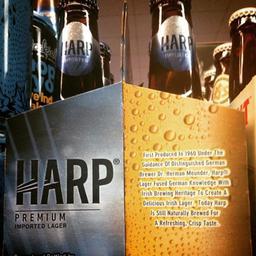 HARP
IMPORTED
HARP
HARP®
PREMIUM
IMPORTED LAGER
First Produced In 1960 Under The
Guidance Of Distinguished German
Brewer Dr. Herman Meunder, Harp®
Lager Fused German Knowledge With
Irish Brewing Heritage To Create A
Delicious Irish Lager. Today Harp
Is Still Naturally Brewed For
A Refreshing, Crisp Taste.